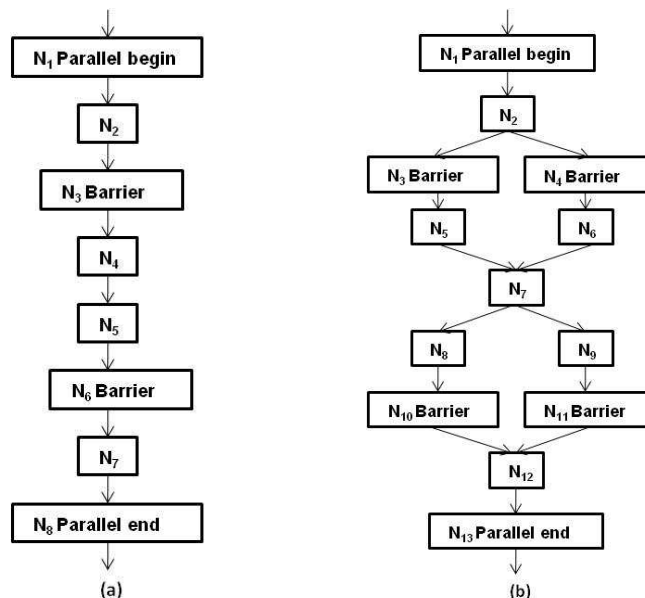 N₁ Parallel begin
N₂
N₃ Barrier
N₄
N₅
N₆ Barrier
N₇
N₈ Parallel end
(a)
N₁ Parallel begin
N₂
N₃ Barrier
N₄ Barrier
N₅
N₆
N₇
N₈
N₉
N₁₀ Barrier
N₁₁ Barrier
N₁₂
N₁₃ Parallel end
(b)